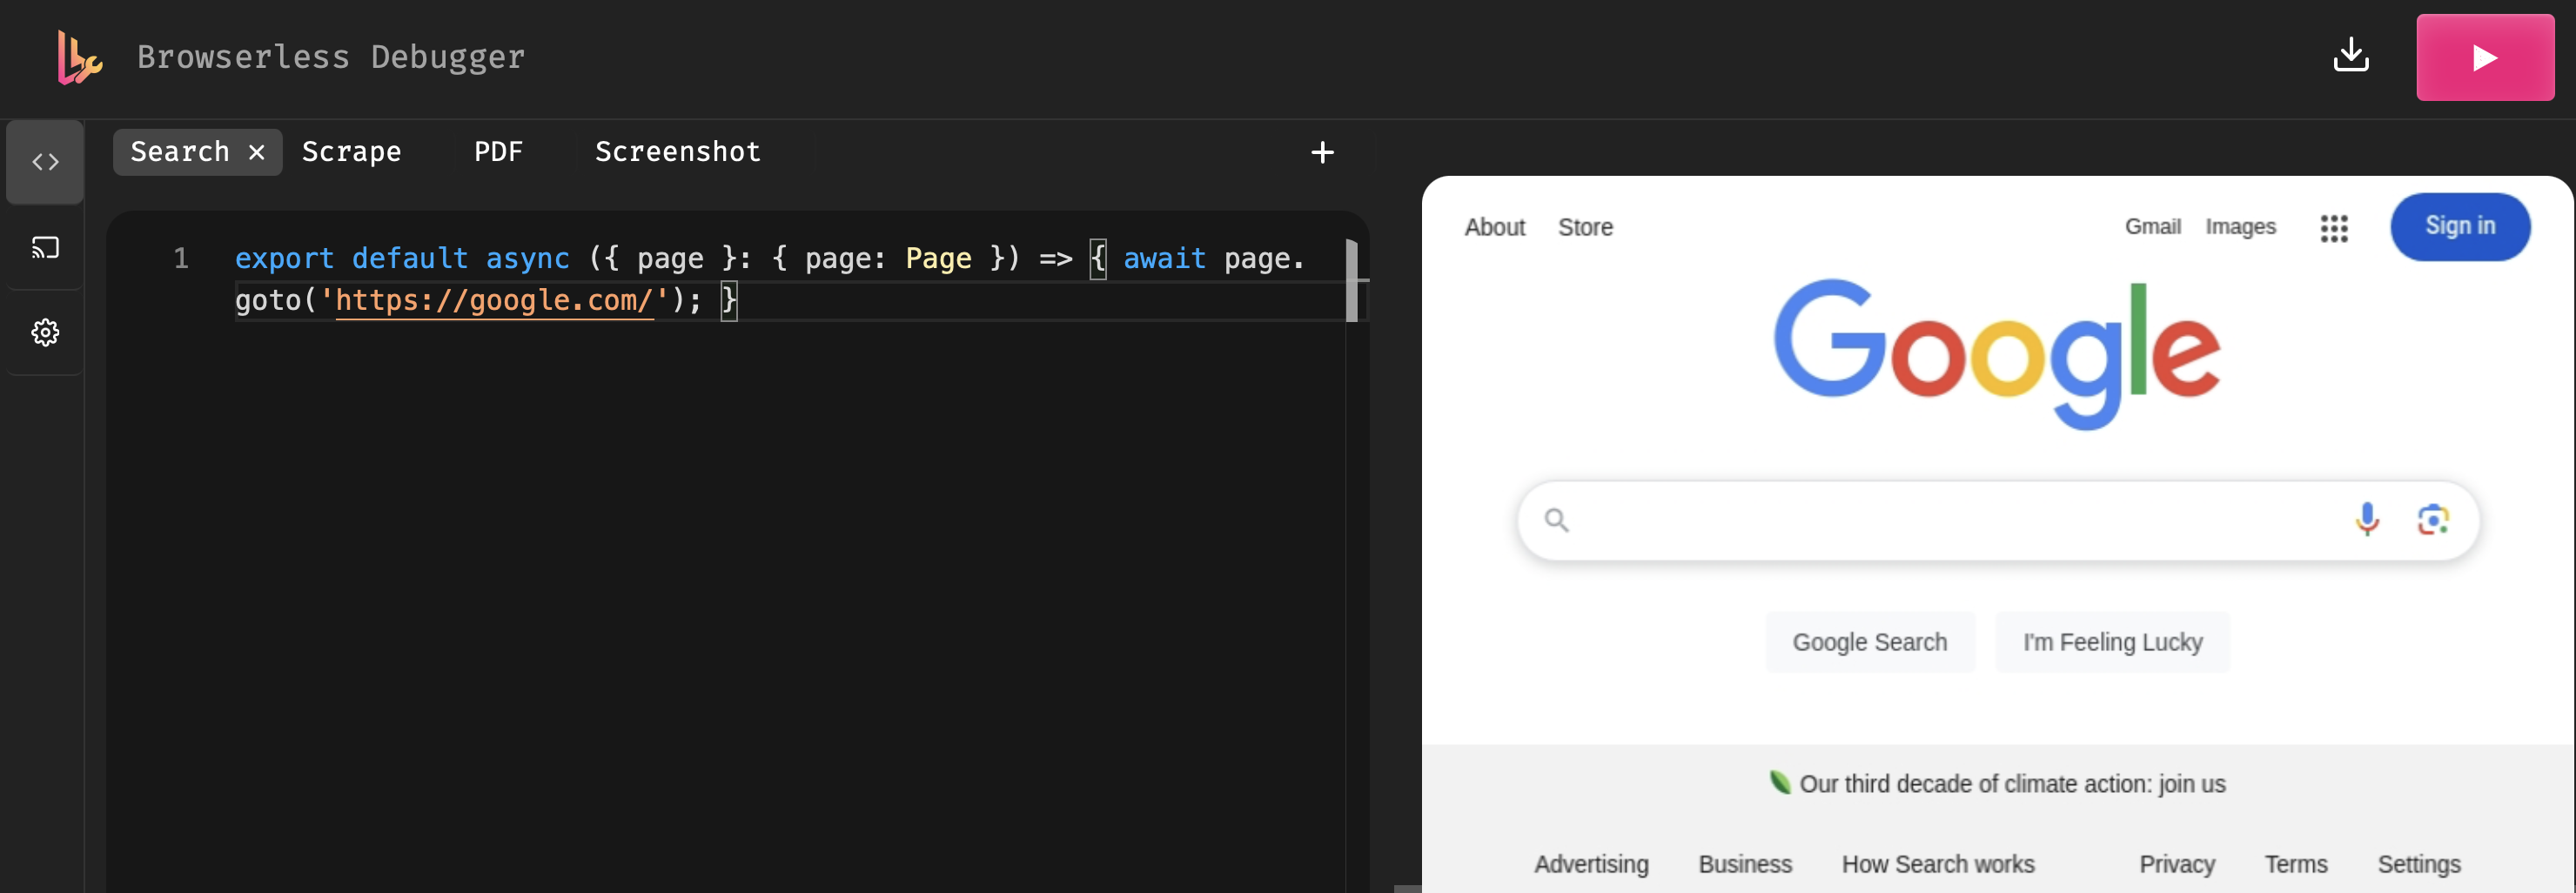 Browserless Debugger
Search × Scrape PDF Screenshot +
1 export default async ({ page }: { page: Page }) => { await page.
goto('https://google.com/'); }
About Store Gmail Images Sign in
Google
Google Search I'm Feeling Lucky
Our third decade of climate action: join us
Advertising Business How Search works Privacy Terms Settings